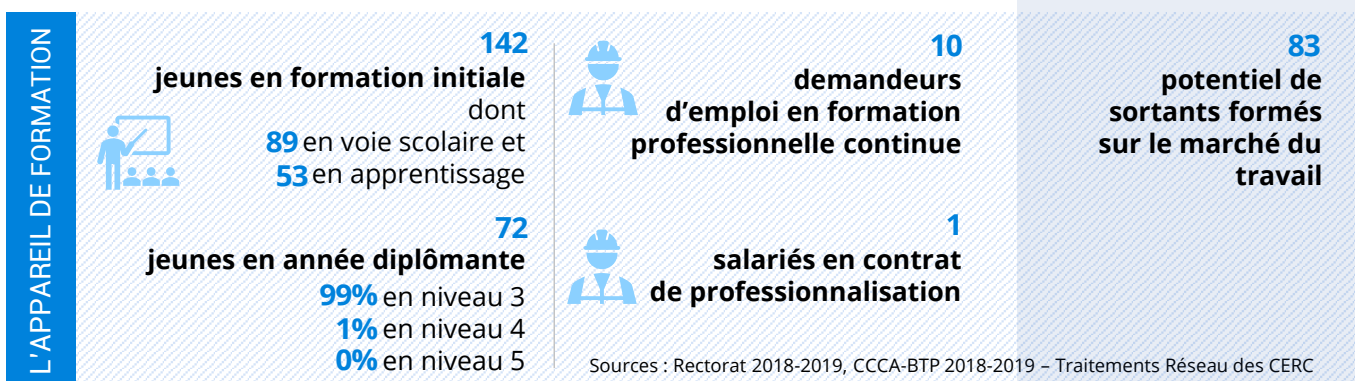 L'APPAREIL DE FORMATION
142
jeunes en formation initiale
dont
89 en voie scolaire et
53 en apprentissage
72
jeunes en année diplômante
99% en niveau 3
1% en niveau 4
0% en niveau 5
10
demandeurs
d’emploi en formation
professionnelle continue
1
salariés en contrat
de professionnalisation
83
potentiel de
sortants formés
sur le marché du
travail
Sources : Rectorat 2018-2019, CCCA-BTP 2018-2019 – Traitements Réseau des CERC